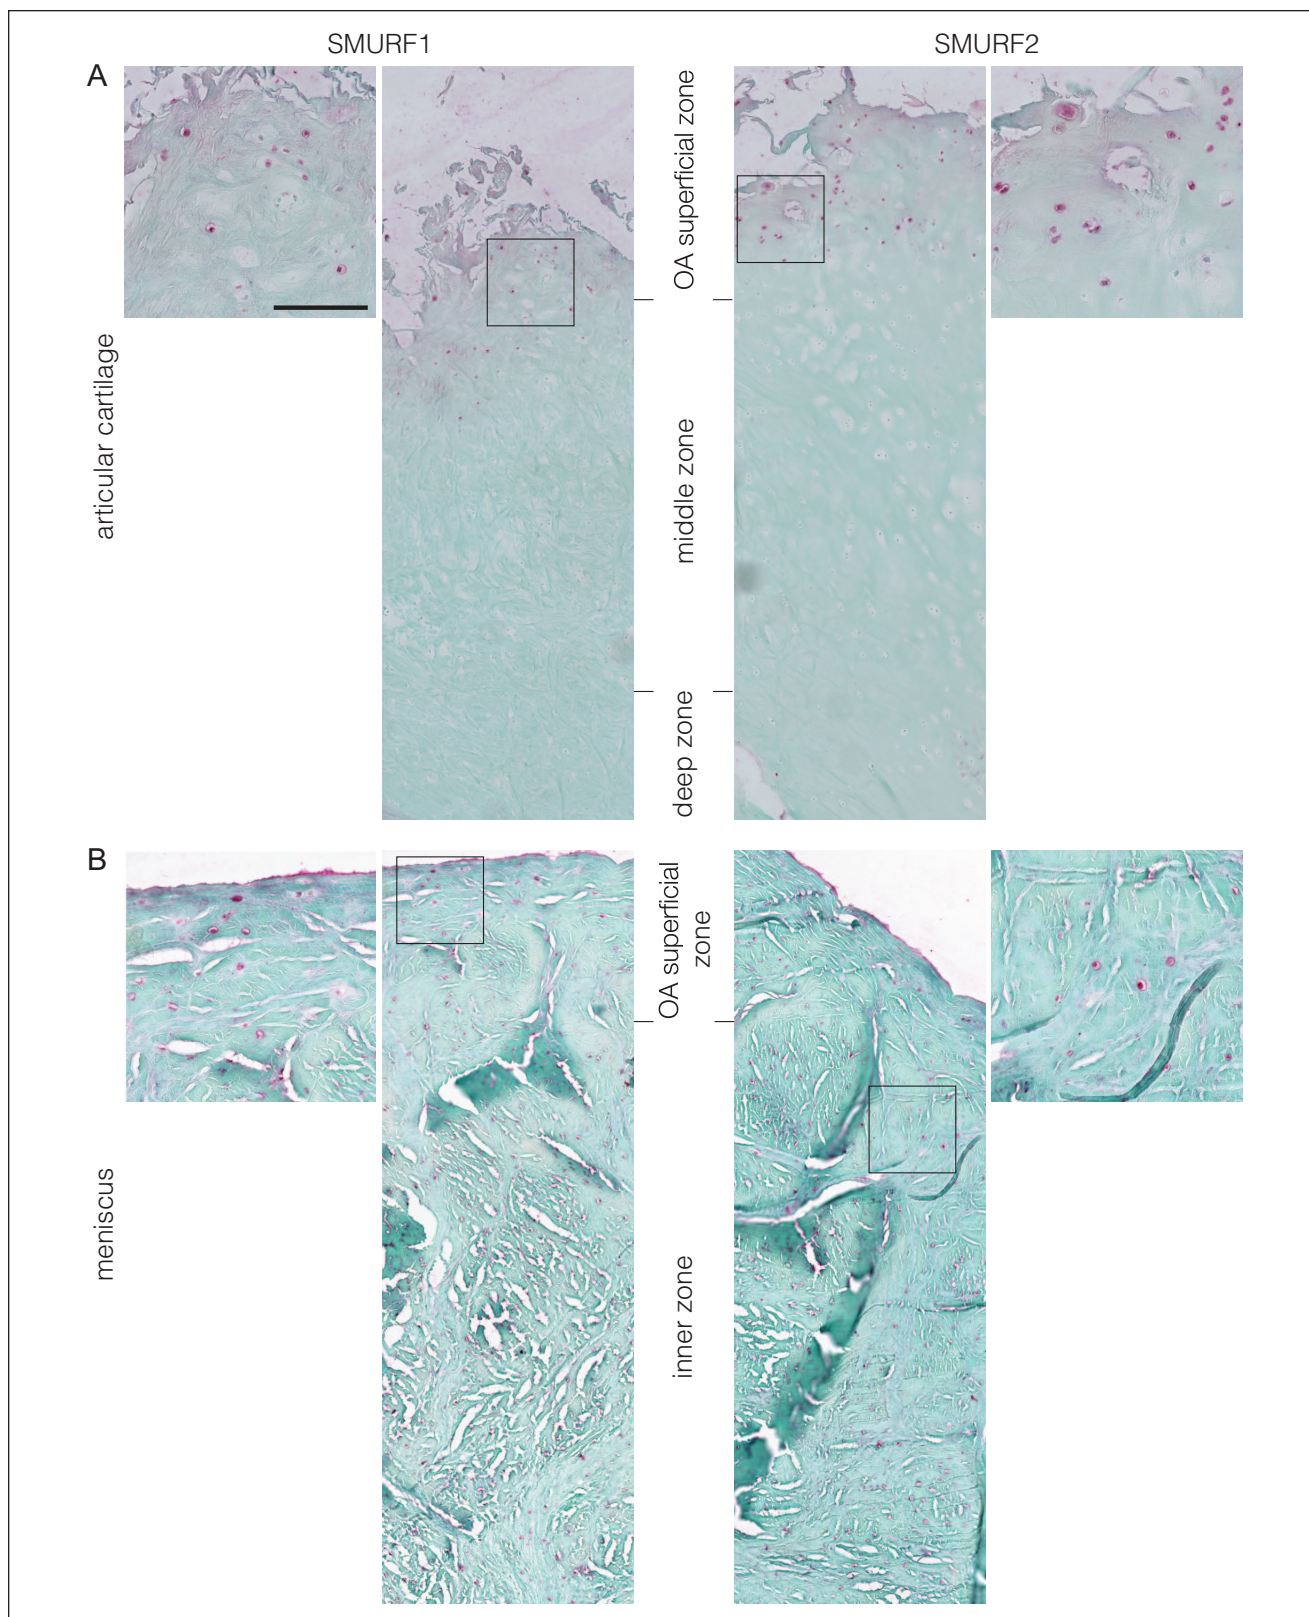 SMURF1
SMURF2
A
OA superficial zone
articular cartilage
middle zone
deep zone
B
OA superficial
zone
meniscus
inner zone